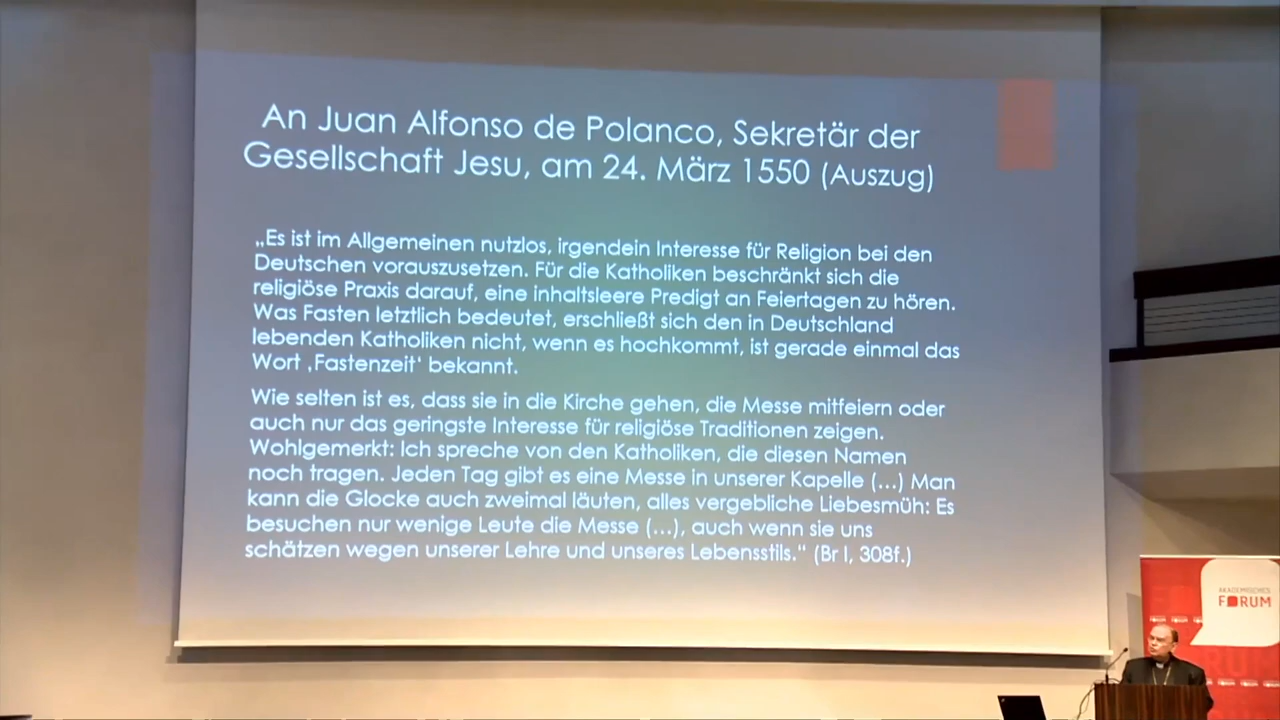 An Juan Alfonso de Polanco, Sekretär der
Gesellschaft Jesu, am 24. März 1550 (Auszug)
„Es ist im Allgemeinen nutzlos, irgendein Interesse für Religion bei den
Deutschen vorauszusetzen. Für die Katholiken beschränkt sich die
religiöse Praxis darauf, eine inhaltsleere Predigt an Feiertagen zu hören.
Was Fasten letztlich bedeutet, erschließt sich den in Deutschland
lebenden Katholiken nicht, wenn es hochkommt, ist gerade einmal das
Wort ‚Fastenzeit‘ bekannt.
Wie selten ist es, dass sie in die Kirche gehen, die Messe mitfeiern oder
auch nur das geringste Interesse für religiöse Traditionen zeigen.
Wohlgemerkt: Ich spreche von den Katholiken, die diesen Namen
noch tragen. Jeden Tag gibt es eine Messe in unserer Kapelle (...) Man
kann die Glocke auch zweimal läuten, alles vergebliche Liebesmüh: Es
besuchen nur wenige Leute die Messe (...), auch wenn sie uns
schätzen wegen unserer Lehre und unseres Lebensstils.“ (Br I, 308f.)
AKADEMISCHES
FORUM